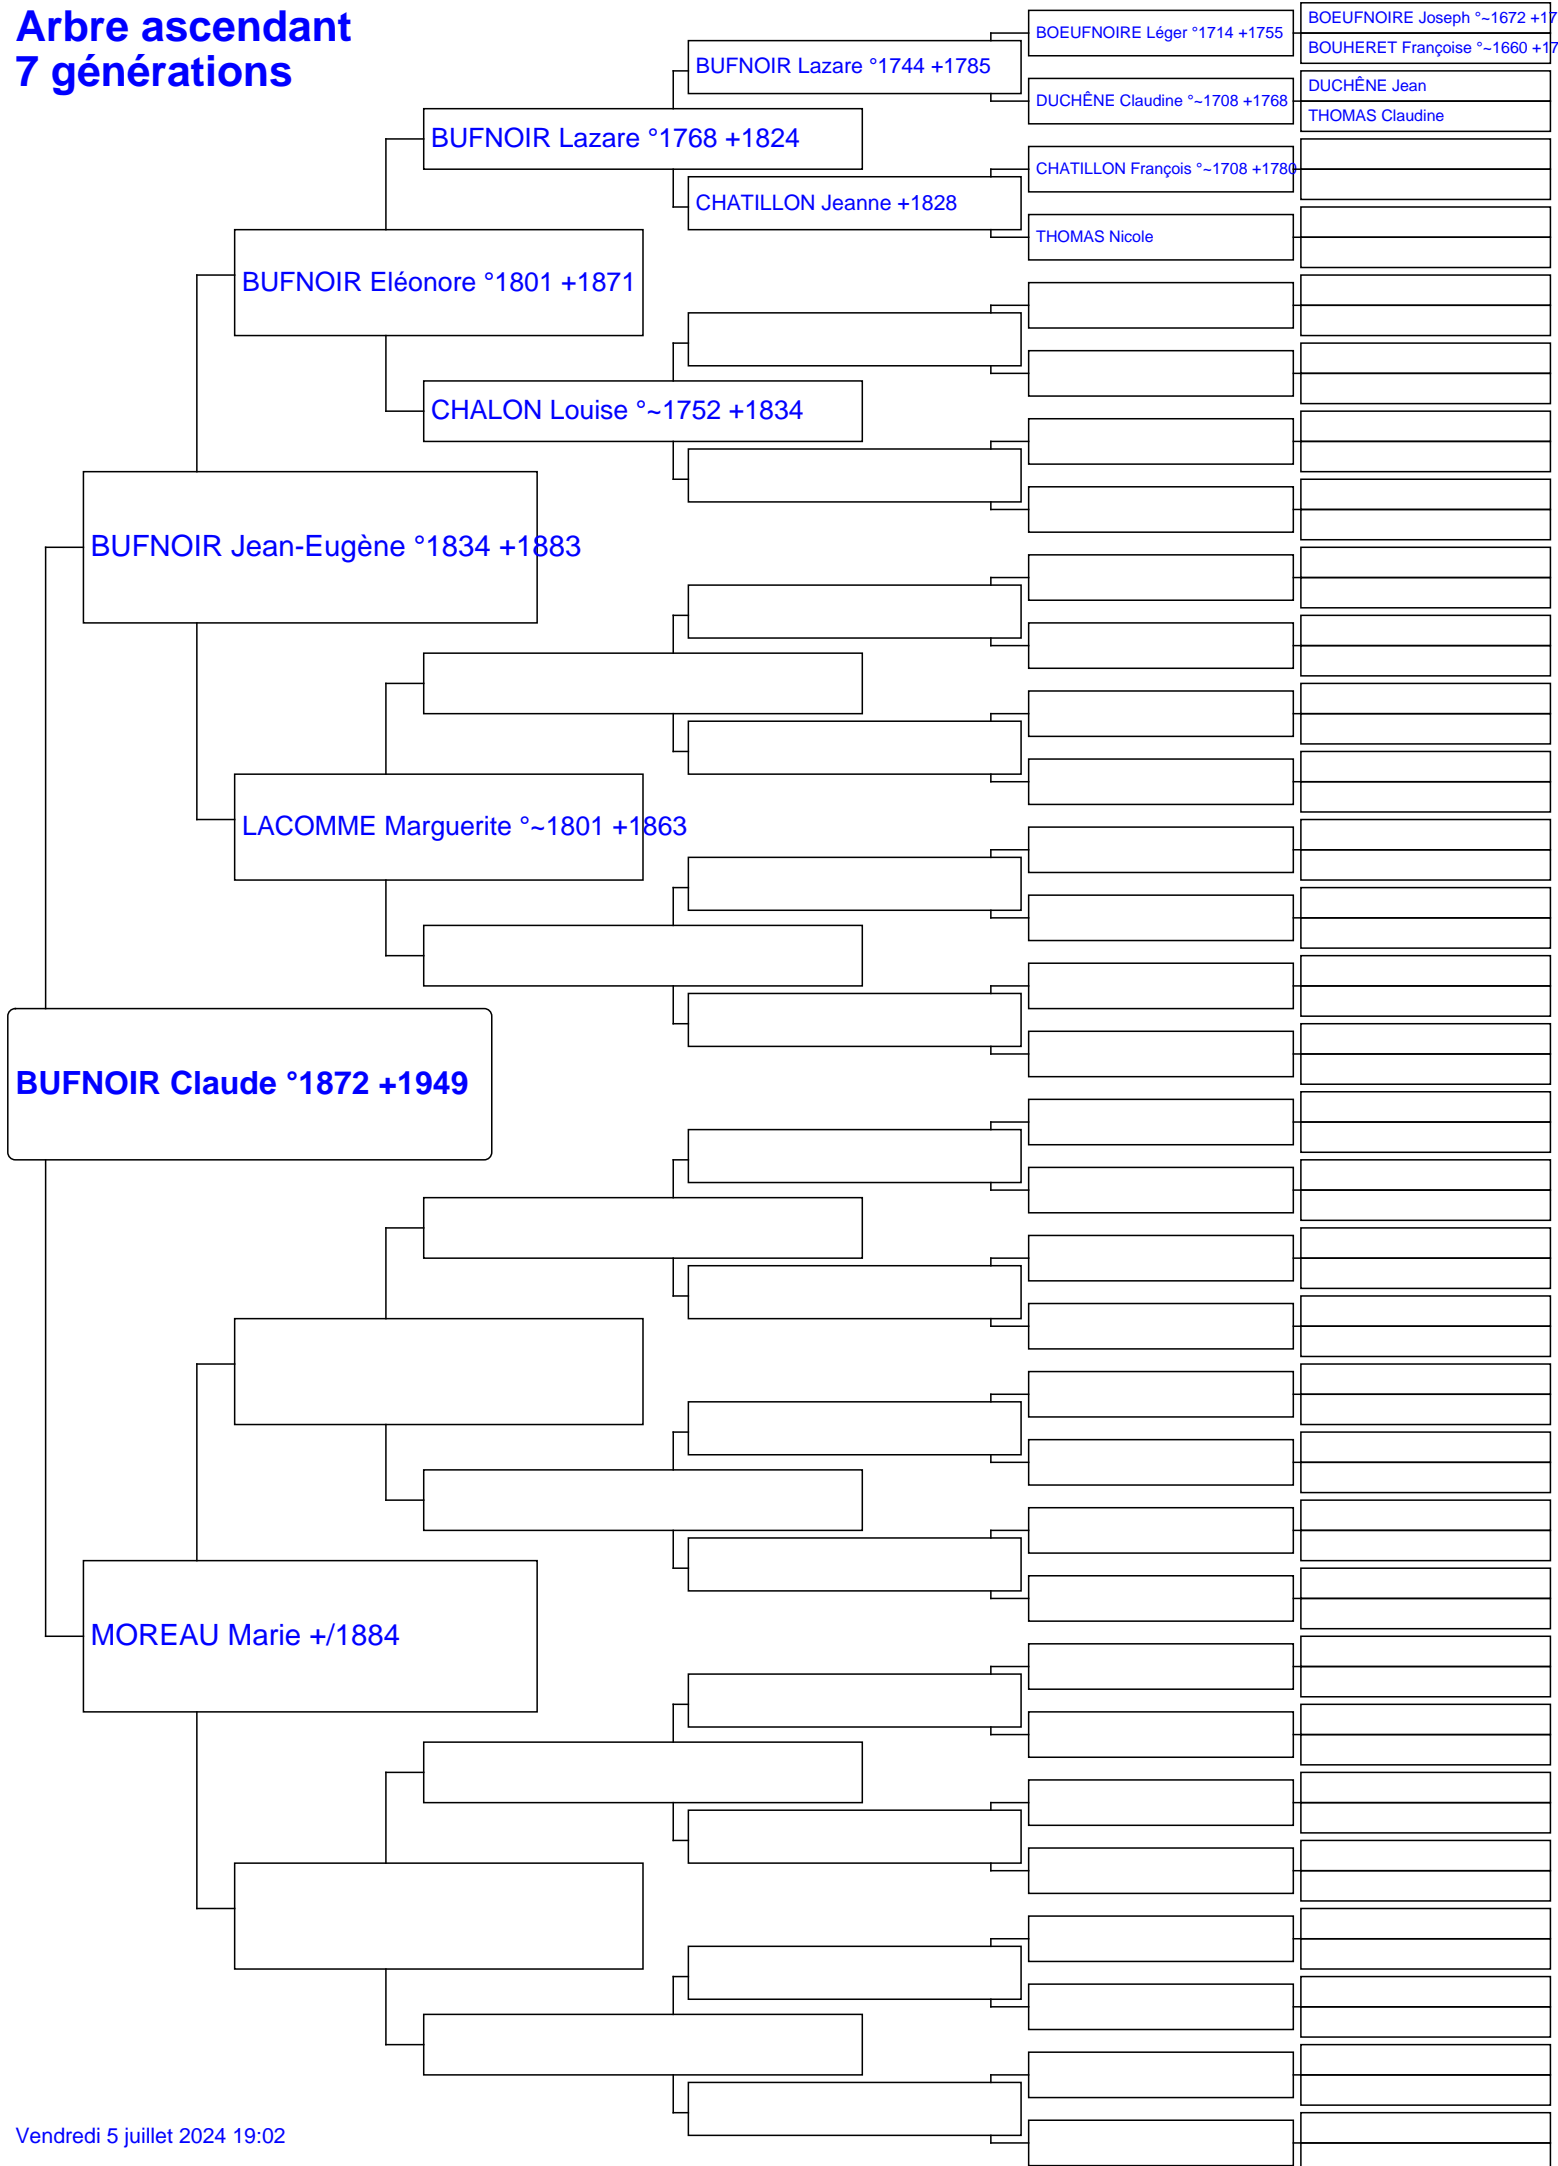 Arbre ascendant
7 générations
BOEUFNOIRE Joseph °~1672 +17
BOEUFNOIRE Léger °1714 +1755
BOUHERET Françoise °~1660 +17
BUFNOIR Lazare °1744 +1785
DUCHÊNE Jean
DUCHÊNE Claudine °~1708 +1768
THOMAS Claudine
BUFNOIR Lazare °1768 +1824
CHATILLON François °~1708 +1780
CHATILLON Jeanne +1828
THOMAS Nicole
BUFNOIR Eléonore °1801 +1871
CHALON Louise °~1752 +1834
BUFNOIR Jean-Eugène °1834 +1883
LACOMME Marguerite °~1801 +1863
BUFNOIR Claude °1872 +1949
MOREAU Marie +/1884
Vendredi 5 juillet 2024 19:02